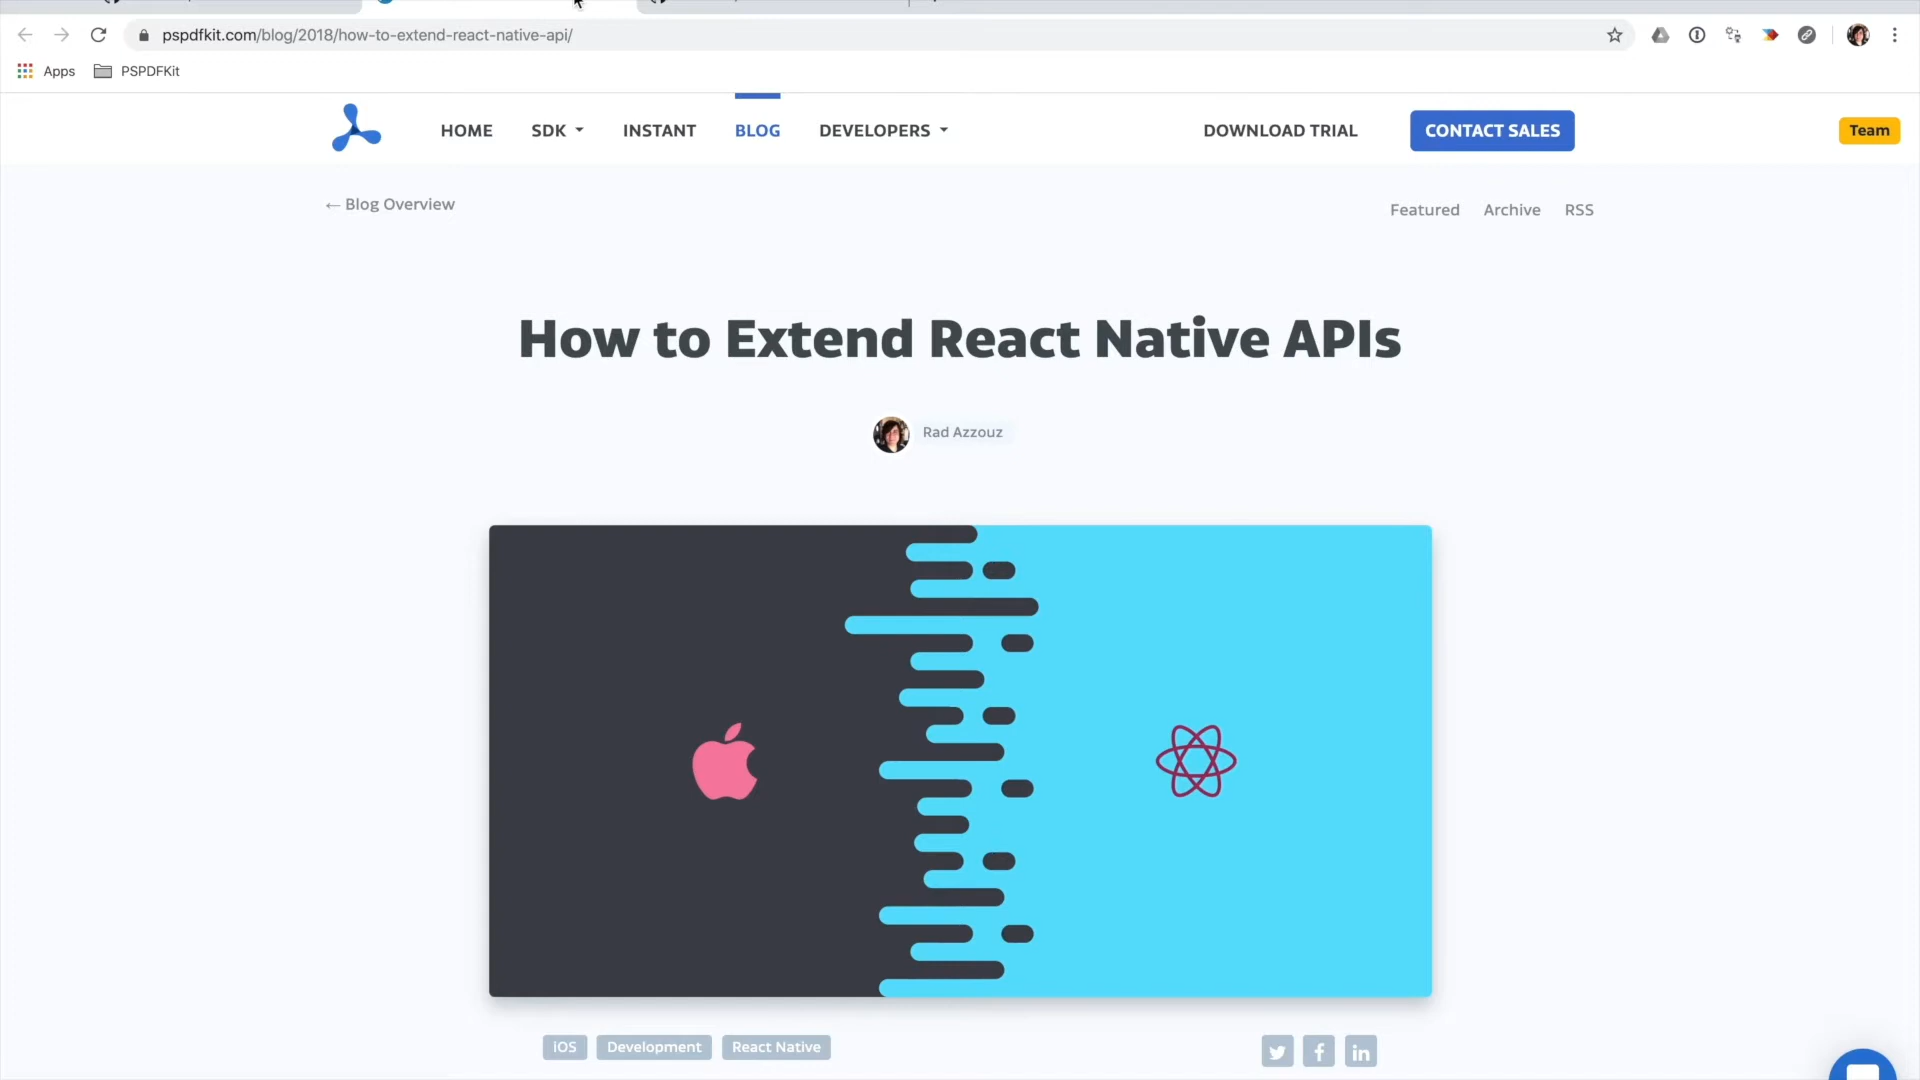 pspdfkit.com/blog/2018/how-to-extend-react-native-api/
Apps PSPDFKit
HOME SDK INSTANT BLOG DEVELOPERS DOWNLOAD TRIAL CONTACT SALES Team
← Blog Overview Featured Archive RSS
How to Extend React Native APIs
Rad Azzouz
iOS Development React Native